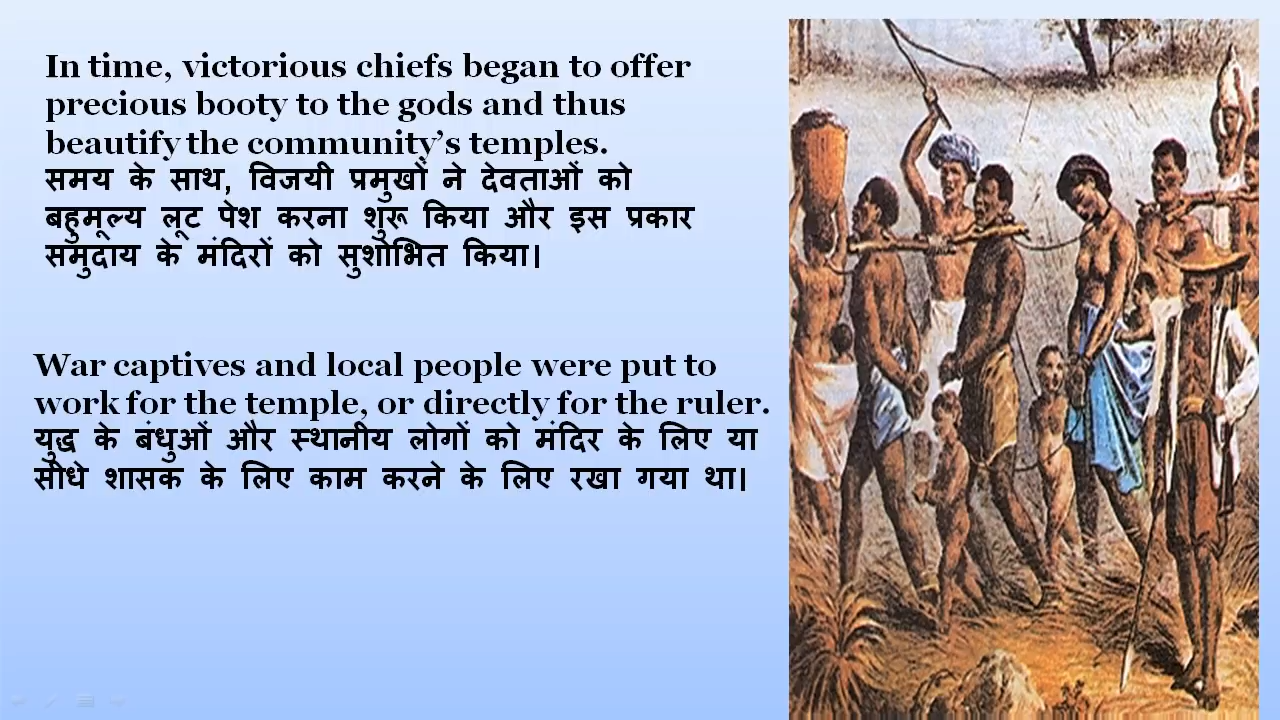 In time, victorious chiefs began to offer
precious booty to the gods and thus
beautify the community’s temples.
समय के साथ, विजयी प्रमुखों ने देवताओं को
बहुमूल्य लूट पेश करना शुरू किया और इस प्रकार
समुदाय के मंदिरों को सुशोभित किया।
War captives and local people were put to
work for the temple, or directly for the ruler.
युद्ध के बंधुओं और स्थानीय लोगों को मंदिर के लिए या
सीधे शासक के लिए काम करने के लिए रखा गया था।